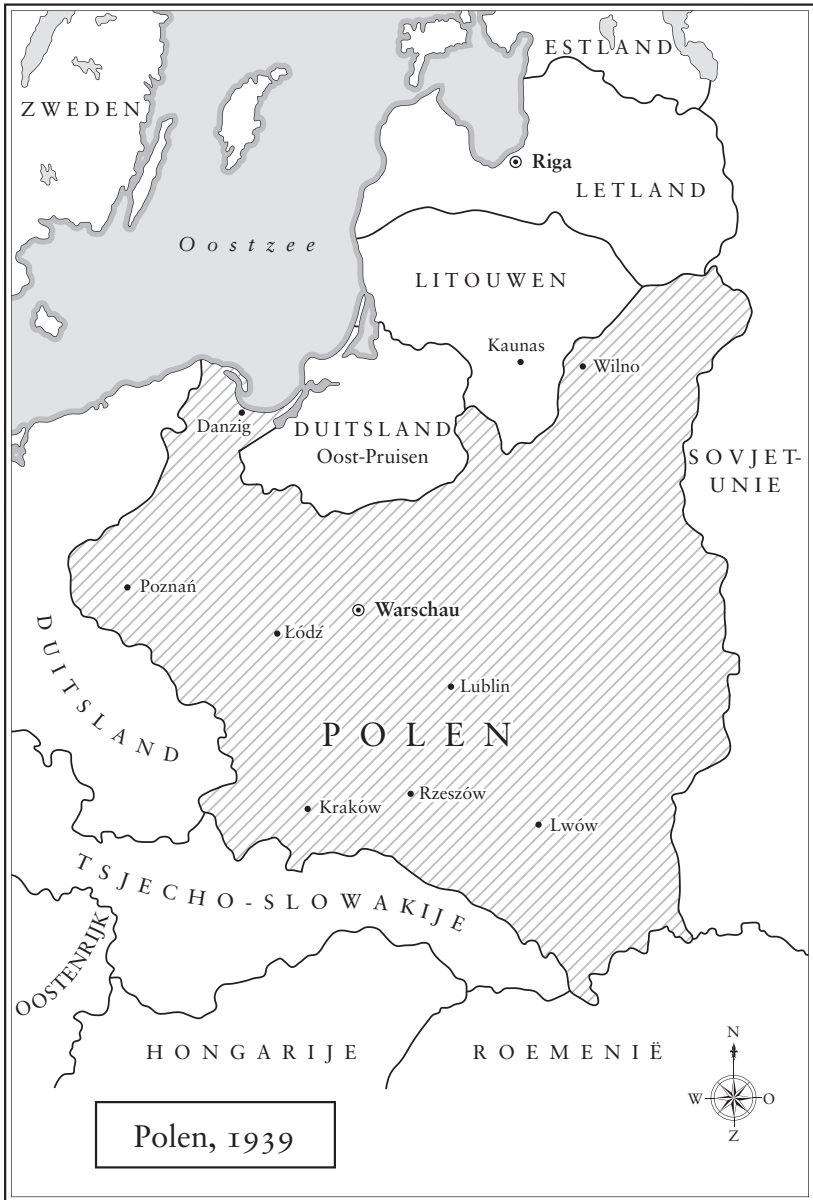 ESTLAND
ZWEDEN
Riga
LETLAND
Oostzee
LITOUWEN
Kaunas
Wilno
Danzig
DUITSLAND
Oost-Pruisen
SOVJET-
UNIE
Poznań
Warschau
Łódź
DUITSLAND
Lublin
POLEN
Rzeszów
Kraków
Lwów
TSJECHO-SLOWAKIJE
OOSTENRIJK
HONGARIJE
ROEMENIË
N
W
O
Z
Polen, 1939